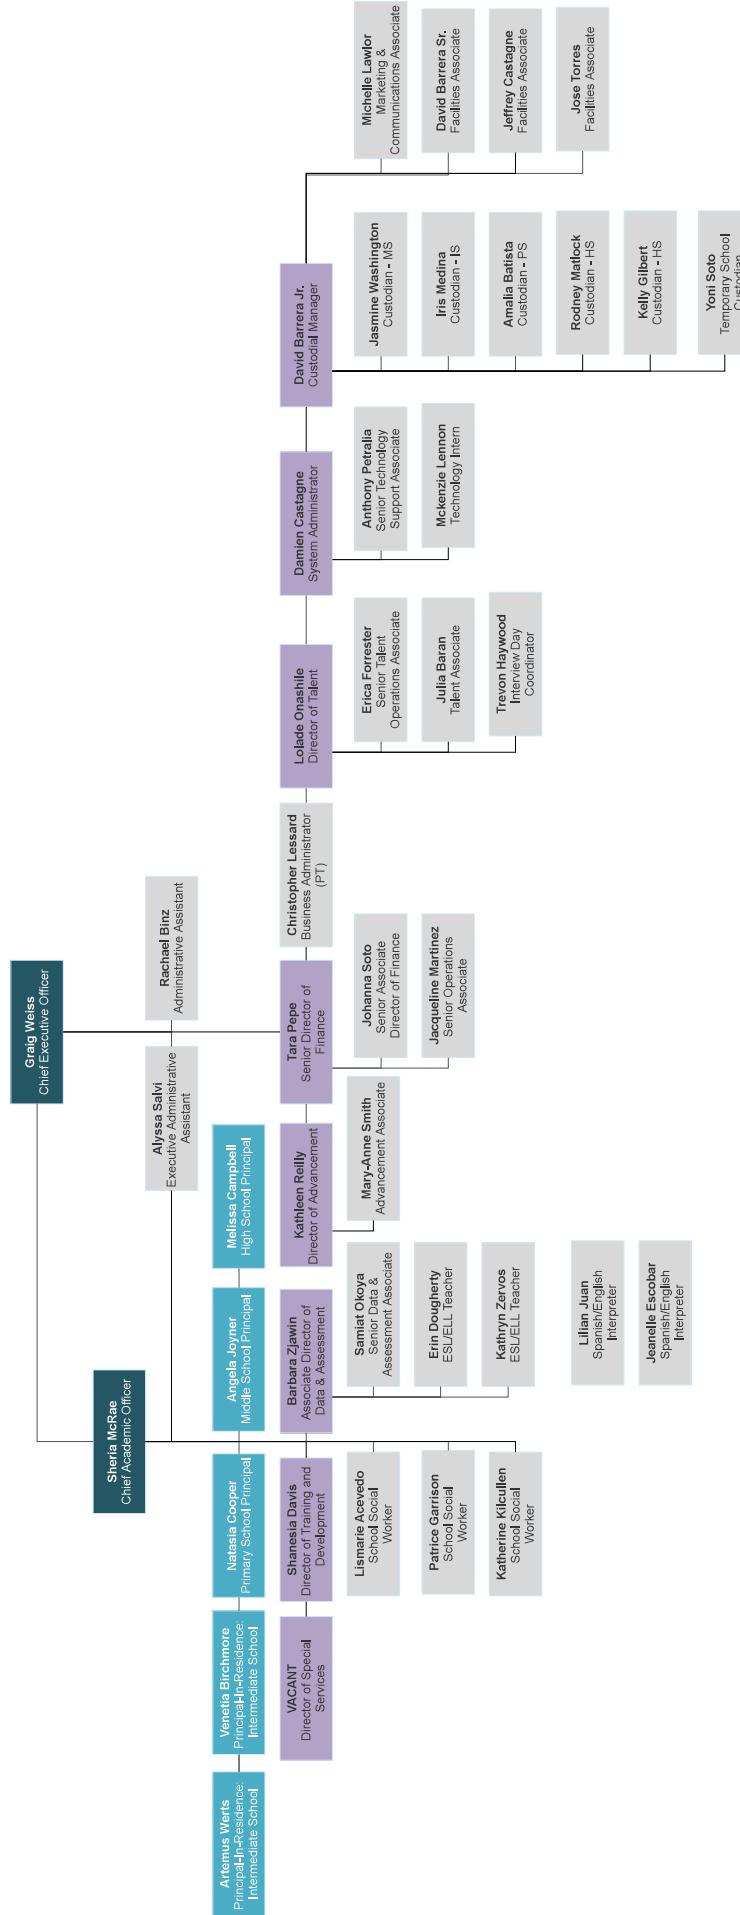 Graig Weiss
Chief Executive Officer
Sheria McRae
Chief Academic Officer
Alyssa Salvi
Executive Administrative
Assistant
Rachael Binz
Administrative Assistant
Artemus Werts
Principal-In-Residence:
Intermediate School
Venetia Birchmore
Principal-In-Residence:
Intermediate School
Natasia Cooper
Primary School Principal
Angela Joyner
Middle School Principal
Melissa Campbell
High School Principal
VACANT
Director of Special
Services
Shanesia Davis
Director of Training and
Development
Barbara Zjawin
Associate Director of
Data & Assessment
Kathleen Reilly
Director of Advancement
Tara Pepe
Senior Director of
Finance
Christopher Lessard
Business Administrator
(PT)
Lolade Onashile
Director of Talent
Damien Castagne
System Administrator
David Barrera Jr.
Custodial Manager
Lismarie Acevedo
School Social
Worker
Patrice Garrison
School Social
Worker
Katherine Kilcullen
School Social
Worker
Samiat Okoya
Senior Data &
Assessment Associate
Erin Dougherty
ESL/ELL Teacher
Kathryn Zervos
ESL/ELL Teacher
Lilian Juan
Spanish/English
Interpreter
Jeanelle Escobar
Spanish/English
Interpreter
Mary-Anne Smith
Advancement Associate
Johanna Soto
Senior Associate
Director of Finance
Jacqueline Martinez
Senior Operations
Associate
Erica Forrester
Senior Talent
Operations Associate
Julia Baran
Talent Associate
Trevon Haywood
Interview Day
Coordinator
Anthony Petralia
Senior Technology
Support Associate
Mckenzie Lennon
Technology Intern
Jasmine Washington
Custodian - MS
Iris Medina
Custodian - IS
Amalia Batista
Custodian - PS
Rodney Matlock
Custodian - HS
Kelly Gilbert
Custodian - HS
Yoni Soto
Temporary School
Custodian
Michelle Lawlor
Marketing &
Communications Associate
David Barrera Sr.
Facilities Associate
Jeffrey Castagne
Facilities Associate
Jose Torres
Facilities Associate